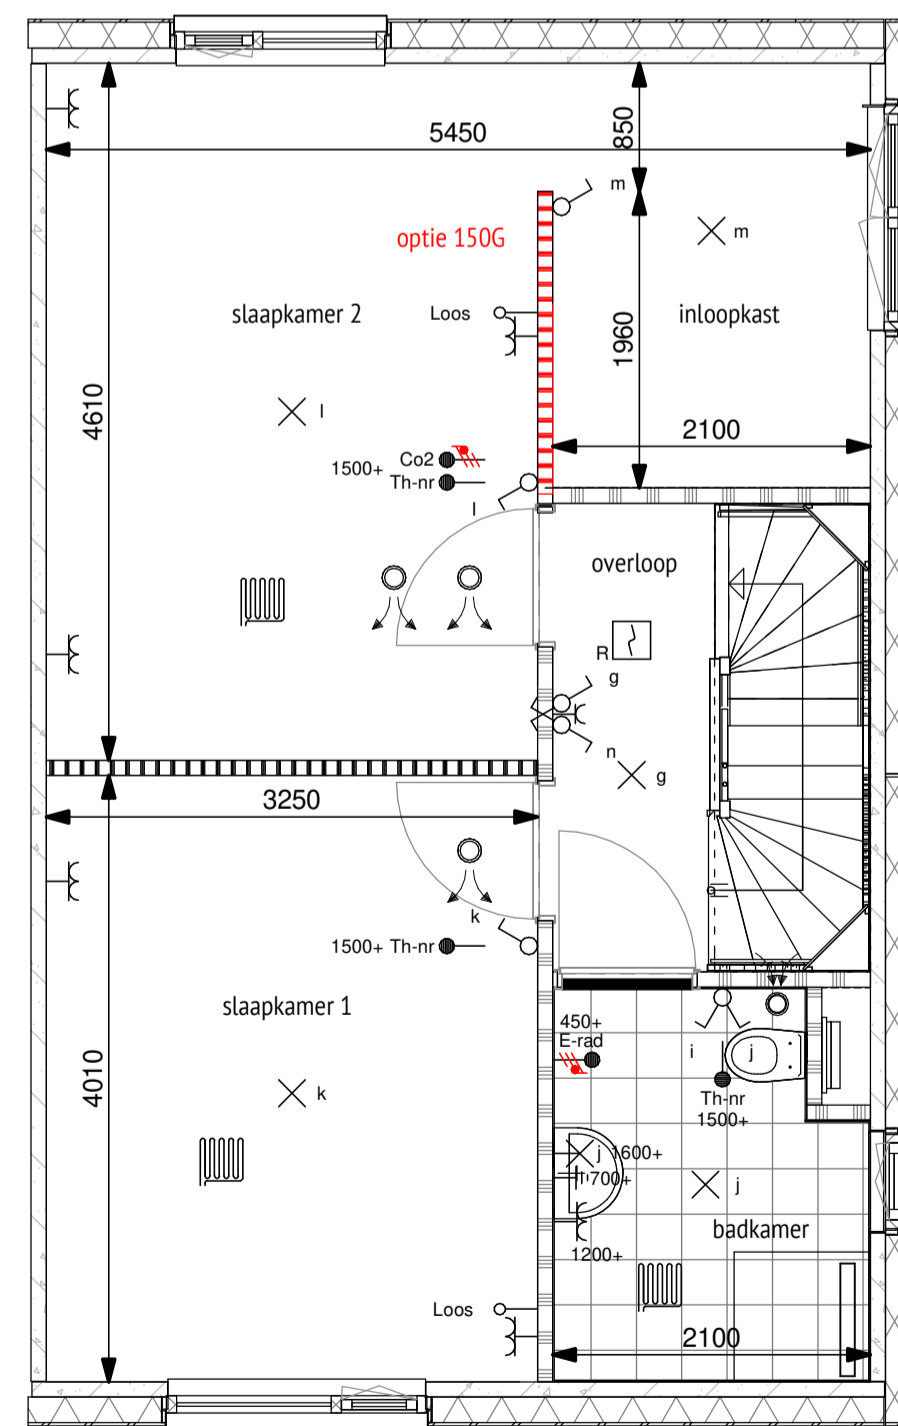 850
5450
m
optie 150G
m
slaapkamer 2
Loos
inloopkast
1960
4610
l
2100
Co2
1500+
Th-nr
l
overloop
R
g
n
g
3250
k
1500+ Th-nr
slaapkamer 1
450+
E-rad
i
j
Th-nr
1500+
4010
k
j 1600+
700+
j
badkamer
1200+
Loos
2100